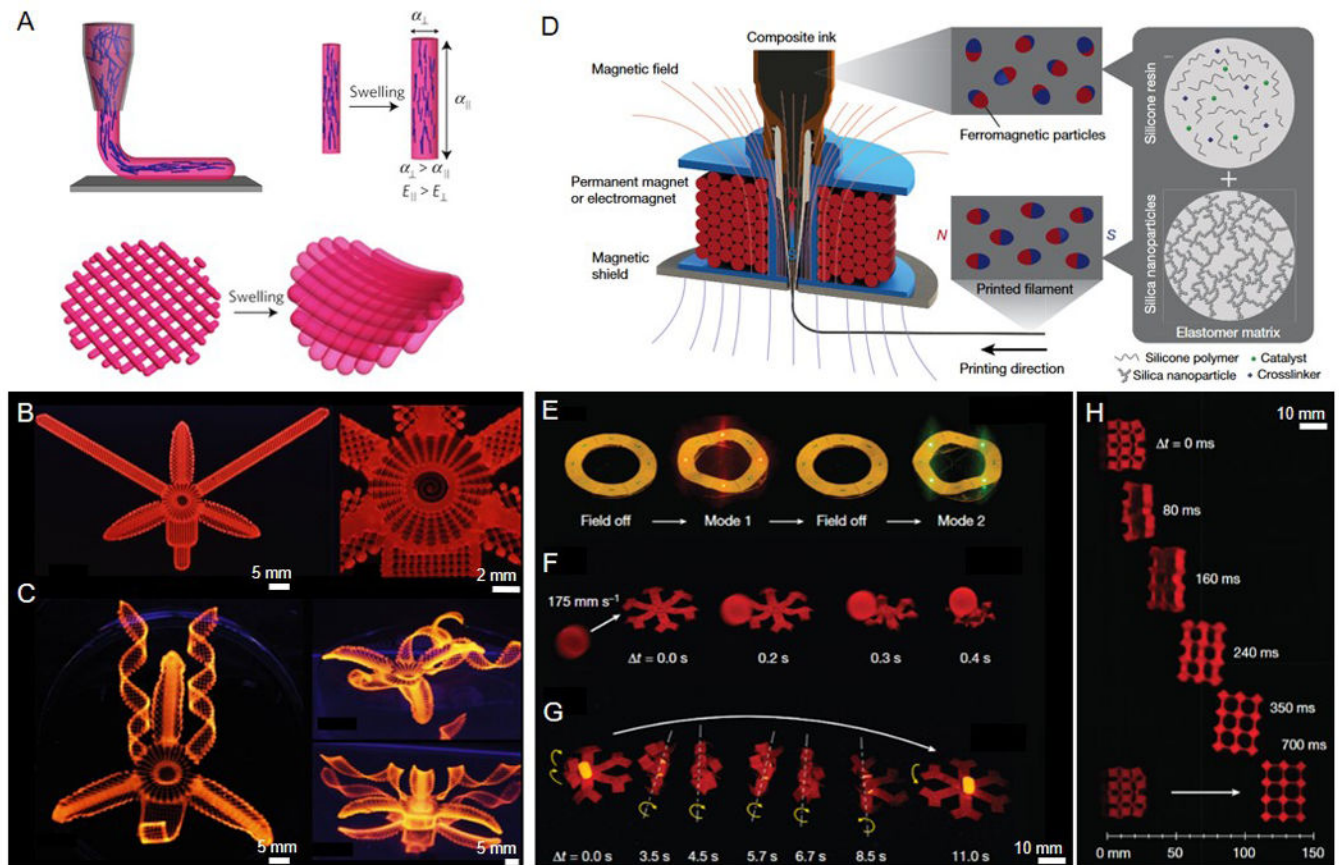 A
α⊥
Swelling
α||
α⊥ > α||
E|| > E⊥
Swelling
D
Composite ink
Magnetic field
Ferromagnetic particles
Permanent magnet
or electromagnet
Magnetic
shield
N
S
Printed filament
Printing direction
Silicone resin
+
Silica nanoparticles
Elastomer matrix
Silicone polymer
Catalyst
Silica nanoparticle
Crosslinker
B
5 mm
2 mm
C
5 mm
5 mm
E
Field off
Mode 1
Field off
Mode 2
F
175 mm s⁻¹
Δt = 0.0 s
0.2 s
0.3 s
0.4 s
G
Δt = 0.0 s
3.5 s
4.5 s
5.7 s
6.7 s
8.5 s
11.0 s
10 mm
H
10 mm
Δt = 0 ms
80 ms
160 ms
240 ms
350 ms
700 ms
0 mm
50
100
150